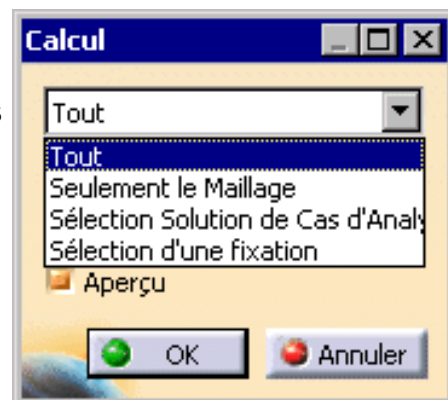 Calcul
Tout
Tout
Seulement le Maillage
Sélection Solution de Cas d'Analy
Sélection d'une fixation
Aperçu
OK Annuler